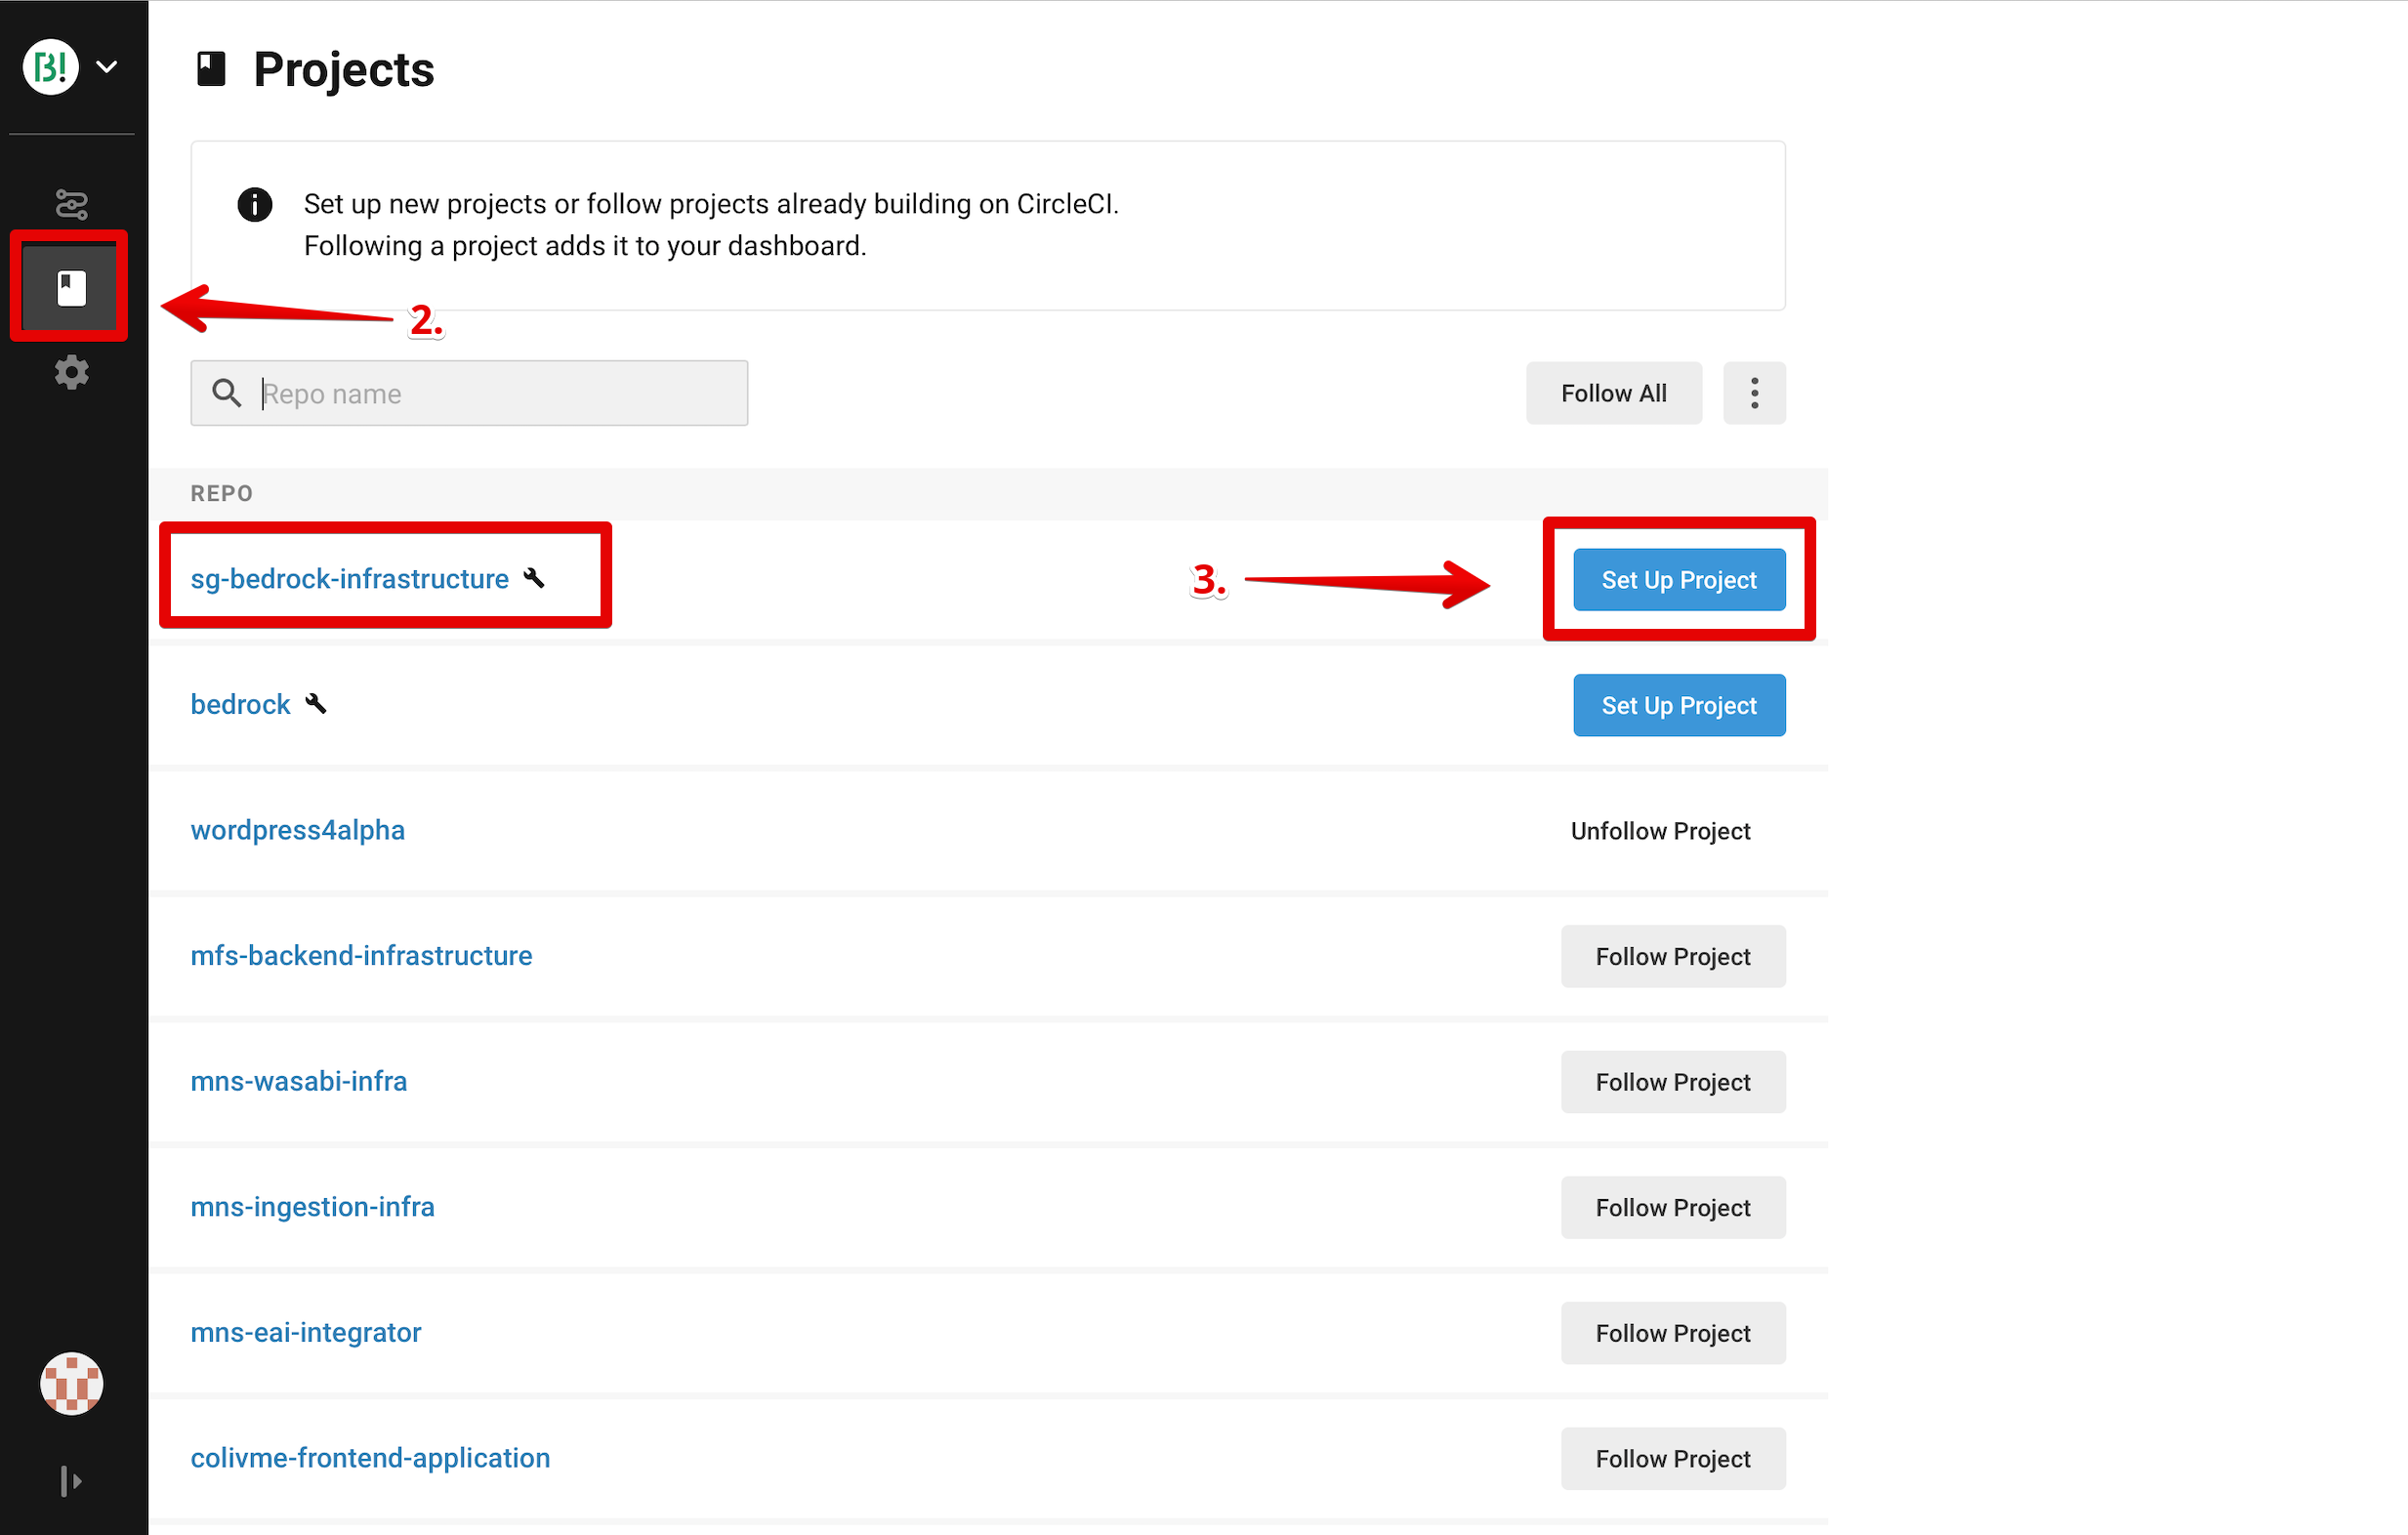 B!
Projects
Set up new projects or follow projects already building on CircleCI.
Following a project adds it to your dashboard.
2.
Repo name
Follow All
REPO
sg-bedrock-infrastructure
3.
Set Up Project
bedrock
Set Up Project
wordpress4alpha
Unfollow Project
mfs-backend-infrastructure
Follow Project
mns-wasabi-infra
Follow Project
mns-ingestion-infra
Follow Project
mns-eai-integrator
Follow Project
colivme-frontend-application
Follow Project